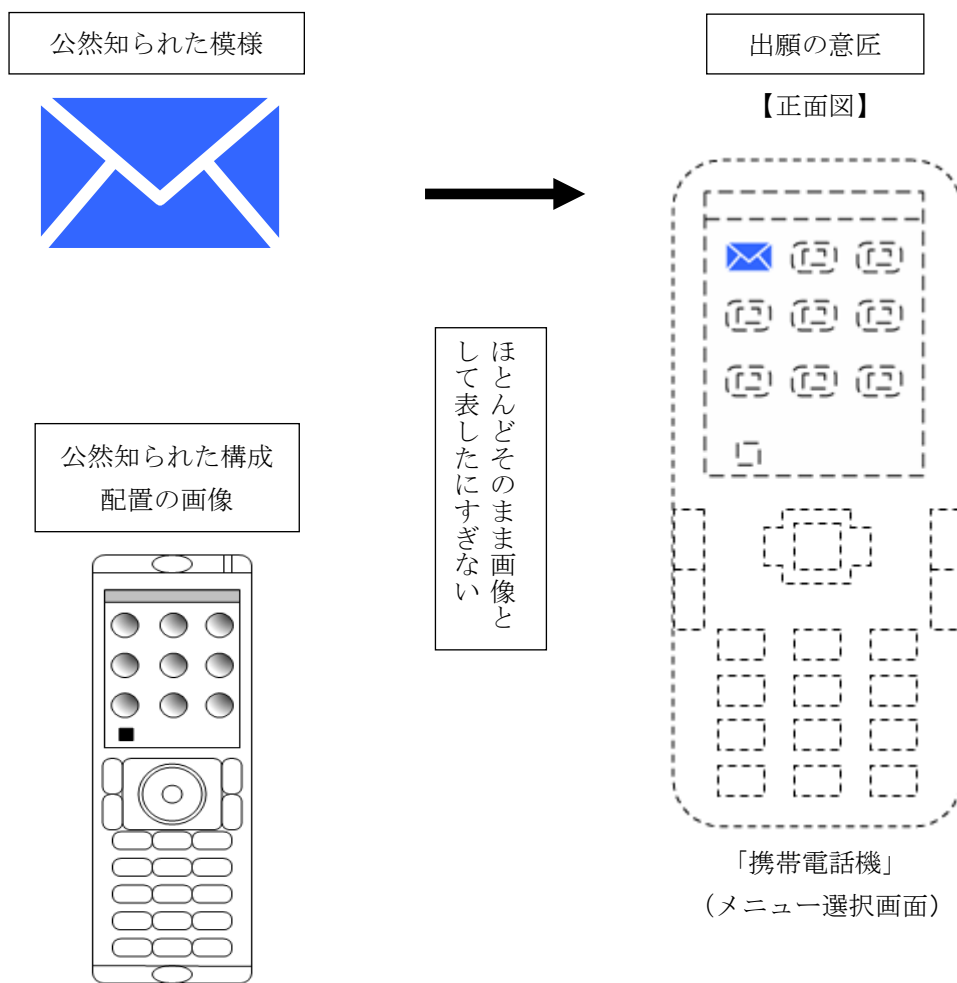 公然知られた模様
出願の意匠
【正面図】
ほとんどそのまま画像と
して表したにすぎない
公然知られた構成
配置の画像
「携帯電話機」
（メニュー選択画面）